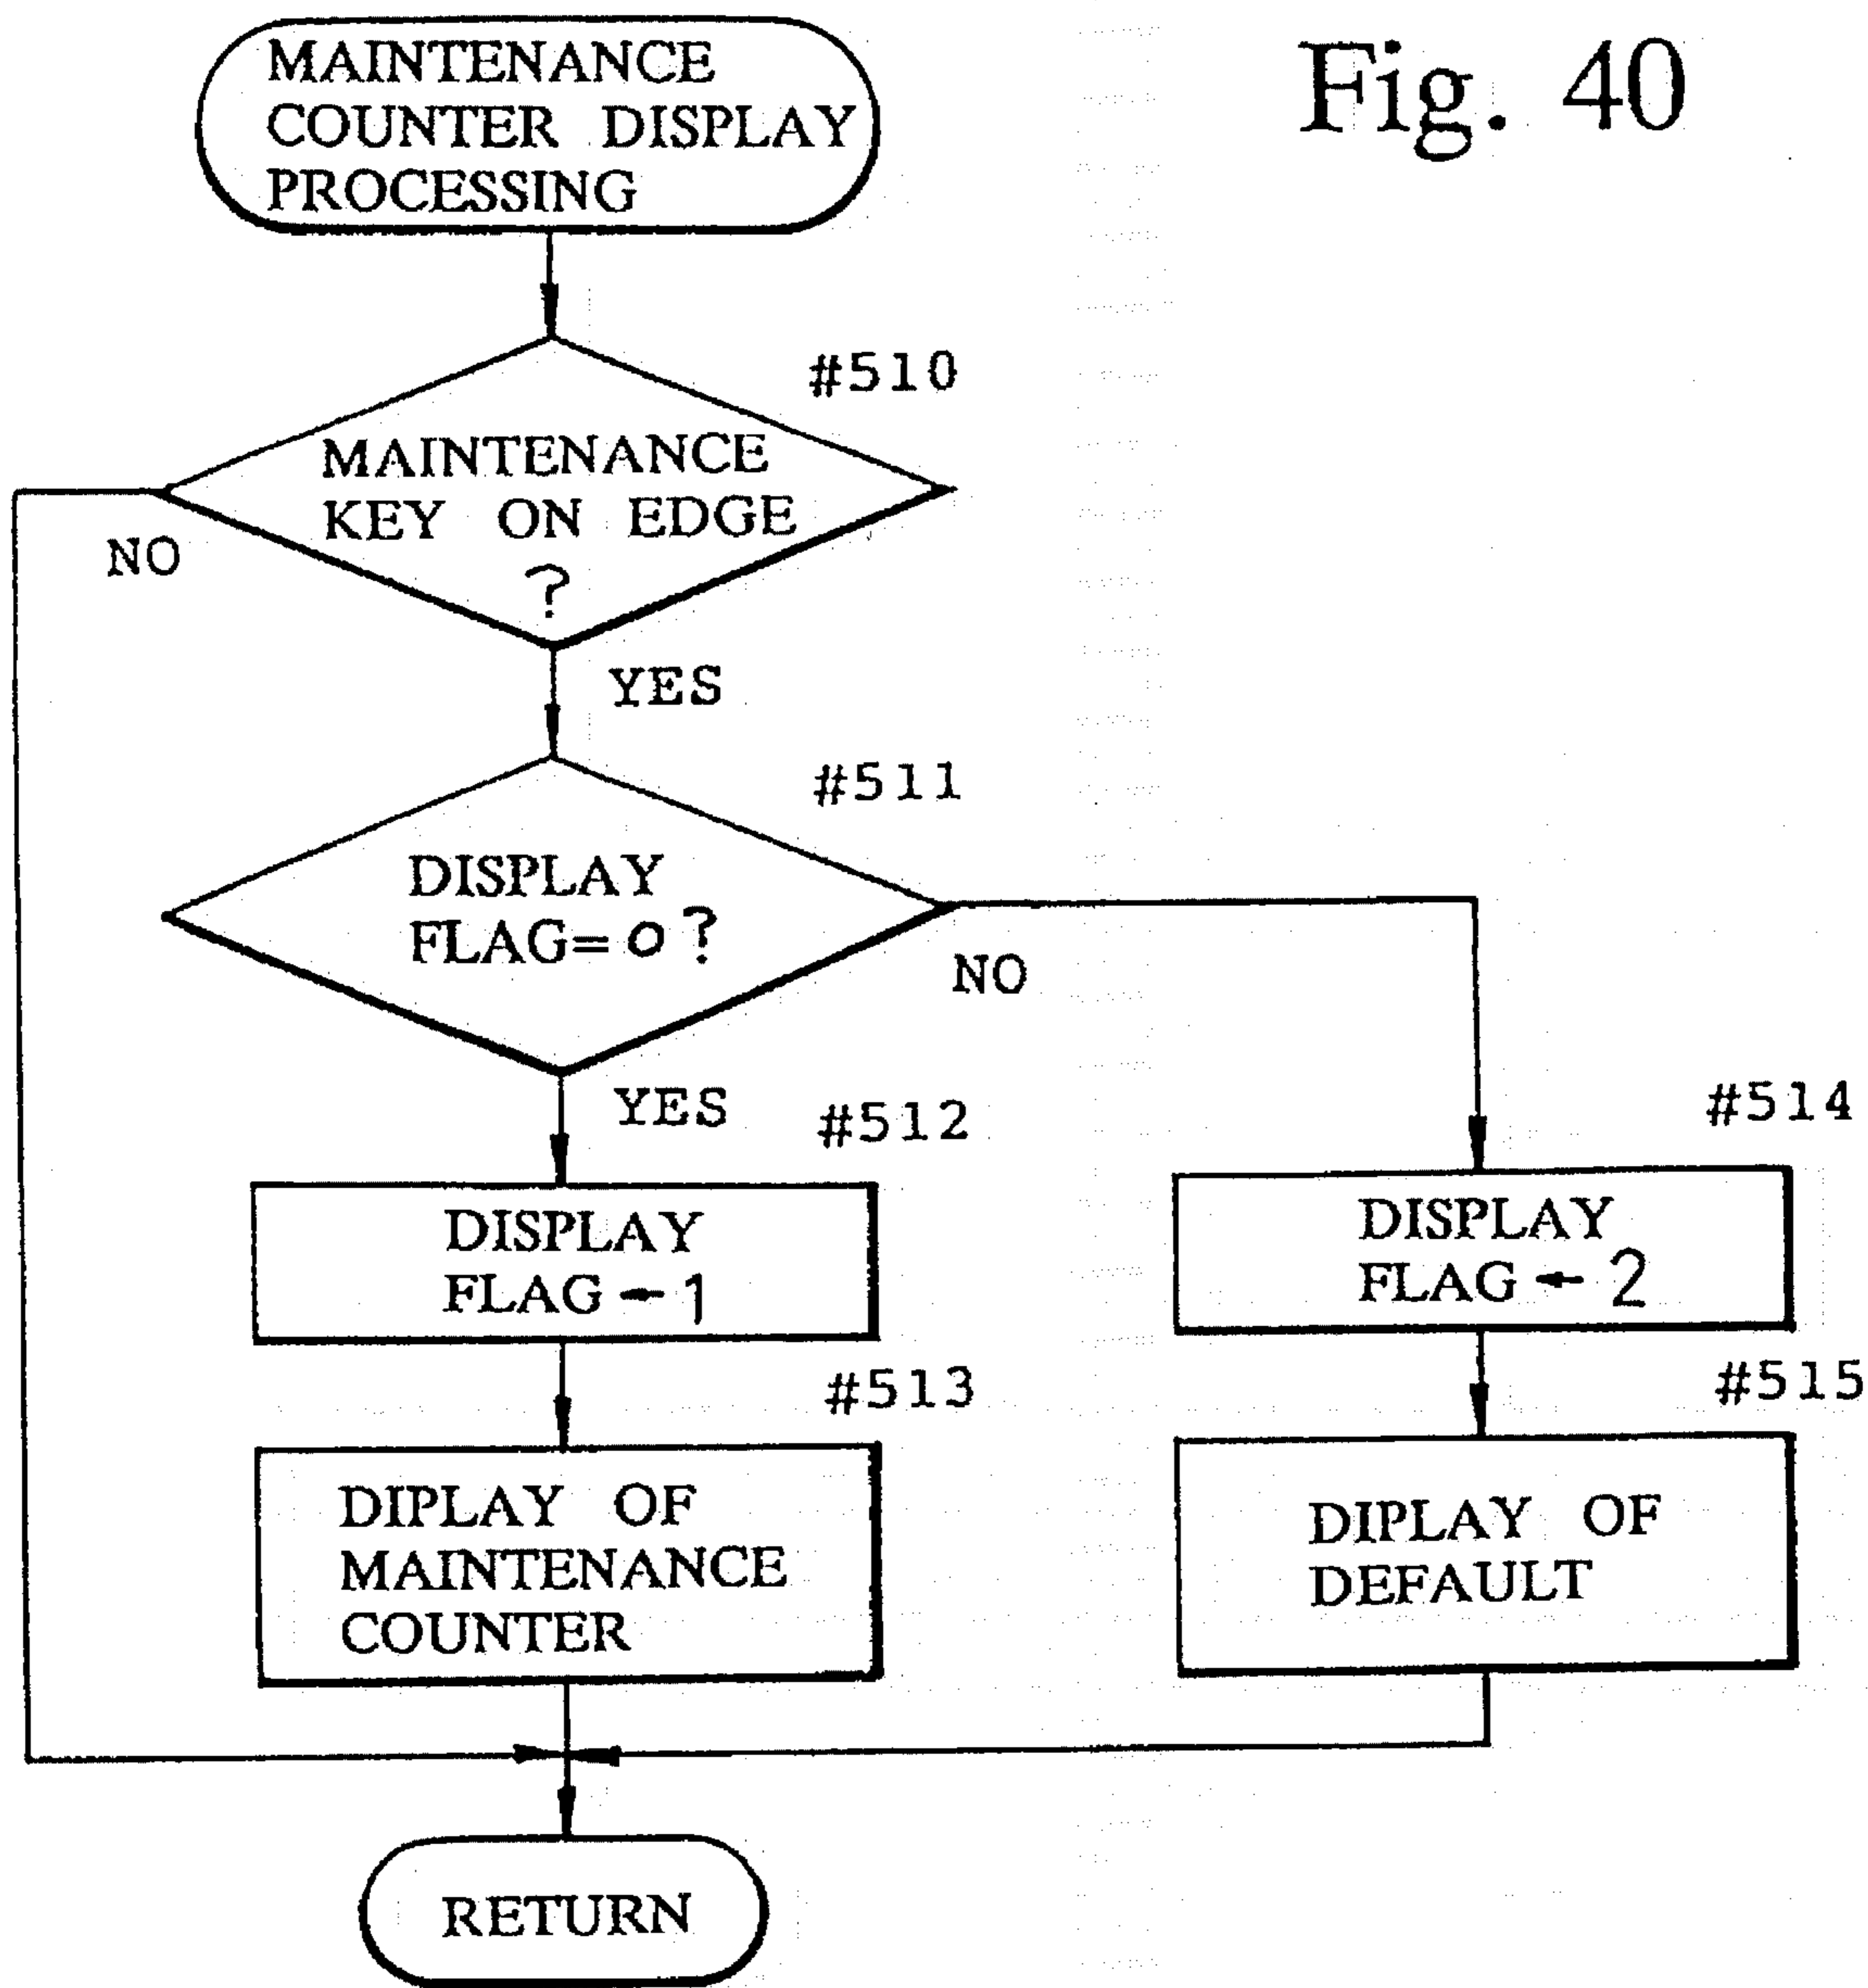 Fig. 40
MAINTENANCE
COUNTER DISPLAY
PROCESSING
#510
MAINTENANCE
KEY ON EDGE
?
NO
YES
#511
DISPLAY
FLAG=0?
NO
YES
#512
DISPLAY
FLAG←1
#514
DISPLAY
FLAG←2
#513
DIPLAY OF
MAINTENANCE
COUNTER
#515
DIPLAY OF
DEFAULT
RETURN